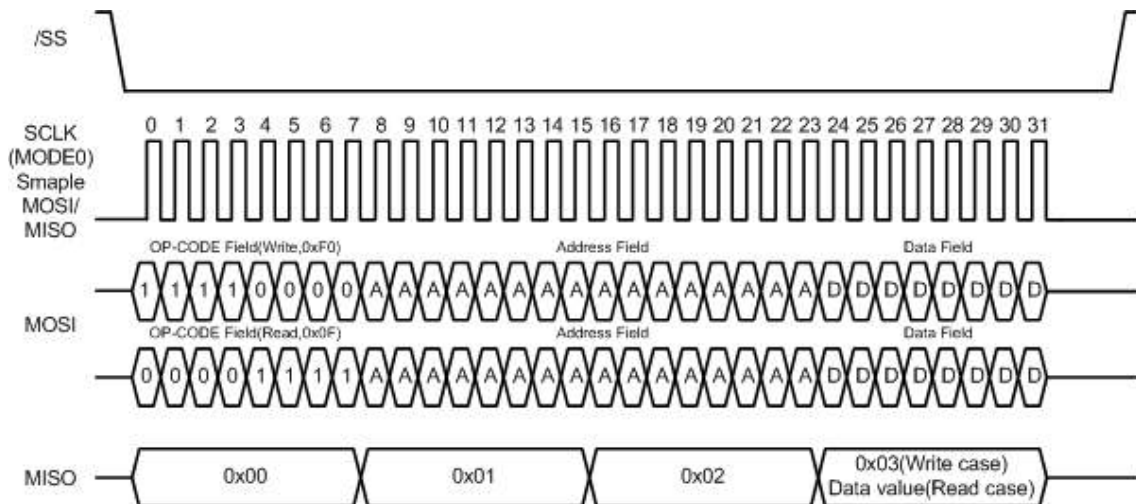 /SS
0 1 2 3 4 5 6 7 8 9 10 11 12 13 14 15 16 17 18 19 20 21 22 23 24 25 26 27 28 29 30 31
SCLK
(MODE0)
Smaple
MOSI/
MISO
OP-CODE Field(Write,0xF0) Address Field Data Field
1 1 1 1 0 0 0 0 A A A A A A A A A A A A A A A A D D D D D D D D
MOSI
OP-CODE Field(Read,0x0F) Address Field Data Field
0 0 0 0 1 1 1 1 A A A A A A A A A A A A A A A A D D D D D D D D
MISO 0x00 0x01 0x02 0x03(Write case)
Data value(Read case)